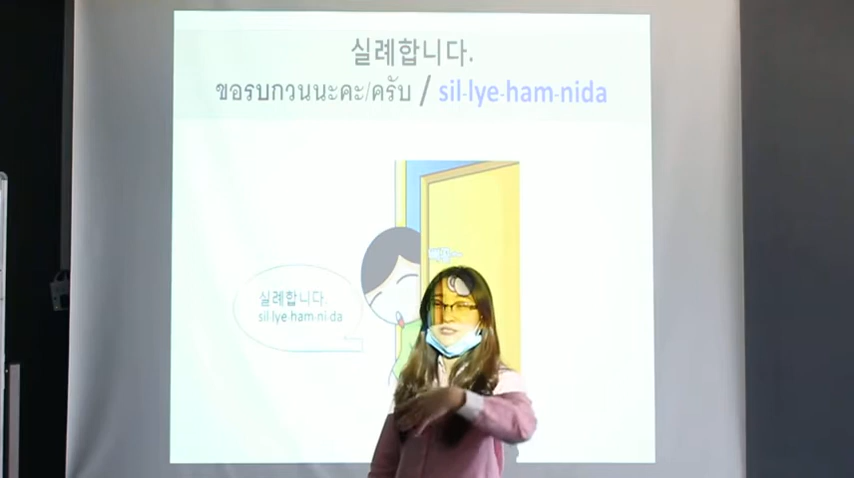 실례합니다.
ขอรบกวนนะคะ/ครับ / sil-lye-ham-nida
실례합니다
sil lye ham ni da